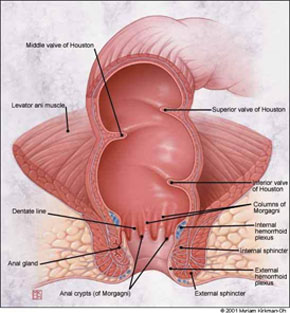 Middle valve of Houston
Levator ani muscle
Superior valve of Houston
Inferior valve
of Houston
Columns of
Morgagni
Dentate line
Internal
hemorrhoid
plexus
Internal sphincter
Anal gland
External
hemorrhoid
plexus
Anal crypts (of Morgagni)
External sphincter
© 2001 Myriam Kirkman-Oh